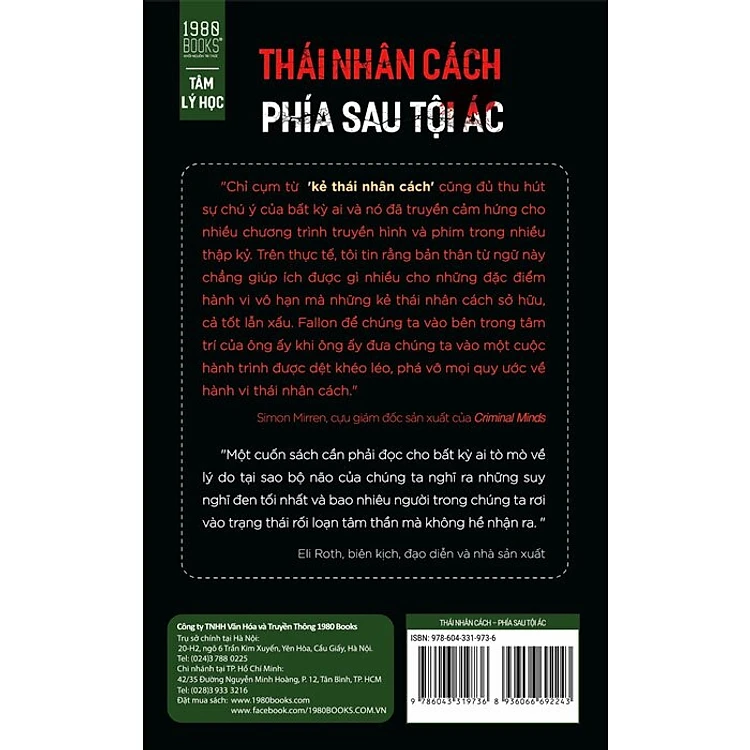 1980
BOOKS®
TÂM
LÝ HỌC
THÁI NHÂN CÁCH
PHÍA SAU TỘI ÁC
"Chỉ cụm từ 'kẻ thái nhân cách' cũng đủ thu hút
sự chú ý của bất kỳ ai và nó đã truyền cảm hứng cho
nhiều chương trình truyền hình và phim trong nhiều
thập kỷ. Trên thực tế, tôi tin rằng bản thân từ ngữ này
chẳng giúp ích được gì nhiều cho những đặc điểm
hành vi vô hạn mà những kẻ thái nhân cách sở hữu,
cả tốt lẫn xấu. Fallon để chúng ta vào bên trong tâm
trí của ông ấy khi ông ấy đưa chúng ta vào một cuộc
hành trình được dệt khéo léo, phá vỡ mọi quy ước về
hành vi thái nhân cách."
Simon Mirren, cựu giám đốc sản xuất của Criminal Minds
"Một cuốn sách cần phải đọc cho bất kỳ ai tò mò về
lý do tại sao bộ não của chúng ta nghĩ ra những suy
nghĩ đen tối nhất và bao nhiêu người trong chúng ta rơi
vào trạng thái rối loạn tâm thần mà không hề nhận ra. "
Eli Roth, biên kịch, đạo diễn và nhà sản xuất
Công ty TNHH Văn Hóa và Truyền Thông 1980 Books
Trụ sở chính tại Hà Nội:
20-H2, ngõ 6 Trần Kim Xuyến, Yên Hòa, Cầu Giấy, Hà Nội.
Tel: (024)3 788 0225
Chi nhánh tại TP. Hồ Chí Minh:
42/35 Đường Nguyễn Minh Hoàng, P. 12, Tân Bình, TP. HCM
Tel: (028)3 933 3216
Đặt mua sách: www.1980books.com
www.facebook.com/1980BOOKS.COM.VN
THÁI NHÂN CÁCH – PHÍA SAU TỘI ÁC
ISBN: 978-604-331-973-6
9 786043 319736 8 936066 692243